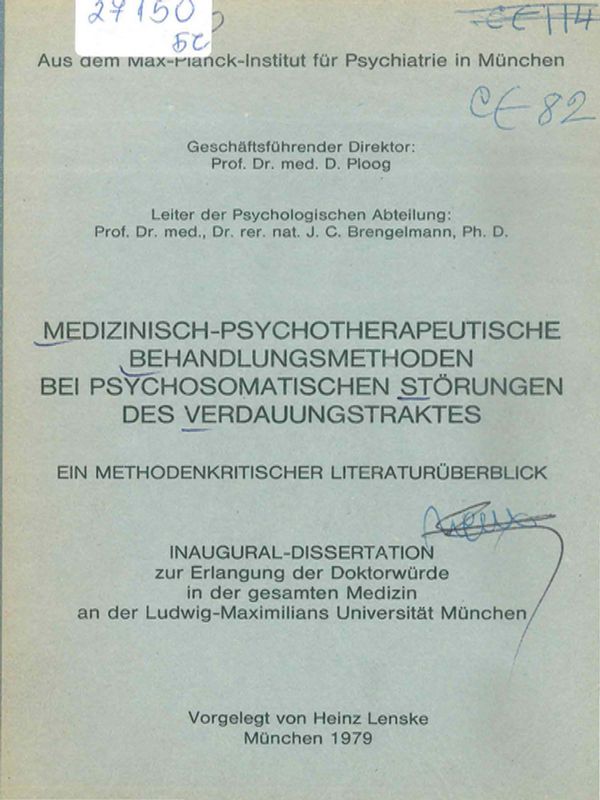 27150
БС
CE 114
Aus dem Max-Planck-Institut für Psychiatrie in München
CE 82
Geschäftsführender Direktor:
Prof. Dr. med. D. Ploog
Leiter der Psychologischen Abteilung:
Prof. Dr. med., Dr. rer. nat. J. C. Brengelmann, Ph. D.
MEDIZINISCH-PSYCHOTHERAPEUTISCHE
BEHANDLUNGSMETHODEN
BEI PSYCHOSOMATISCHEN STÖRUNGEN
DES VERDAUUNGSTRAKTES
EIN METHODENKRITISCHER LITERATURÜBERBLICK
INAUGURAL-DISSERTATION
zur Erlangung der Doktorwürde
in der gesamten Medizin
an der Ludwig-Maximilians Universität München
Vorgelegt von Heinz Lenske
München 1979